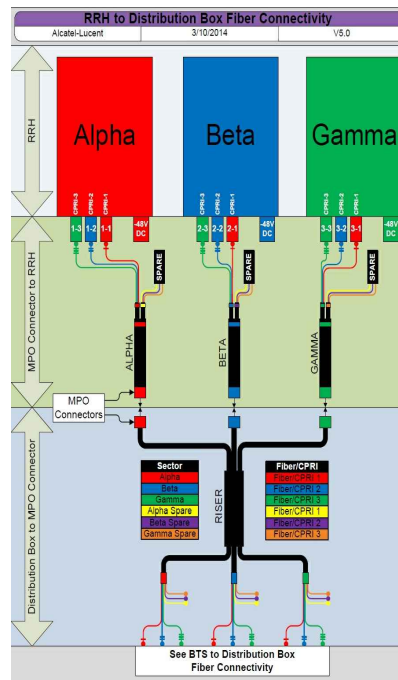 RRH to Distribution Box Fiber Connectivity
Alcatel-Lucent 3/10/2014 V5.0
RRH
Alpha
Beta
Gamma
CPRI-3
CPRI-2
CPRI-1
-48V
DC
CPRI-3
CPRI-2
CPRI-1
-48V
DC
CPRI-3
CPRI-2
CPRI-1
-48V
DC
1-3
1-2
1-1
2-3
2-2
2-1
3-3
3-2
3-1
MPO Connector to RRH
SPARE
SPARE
SPARE
ALPHA
BETA
GAMMA
MPO
Connectors
Distribution Box to MPO Connector
RISER
Sector
Alpha
Beta
Gamma
Alpha Spare
Beta Spare
Gamma Spare
Fiber/CPRI
Fiber/CPRI 1
Fiber/CPRI 2
Fiber/CPRI 3
Fiber/CPRI 1
Fiber/CPRI 2
Fiber/CPRI 3
See BTS to Distribution Box
Fiber Connectivity